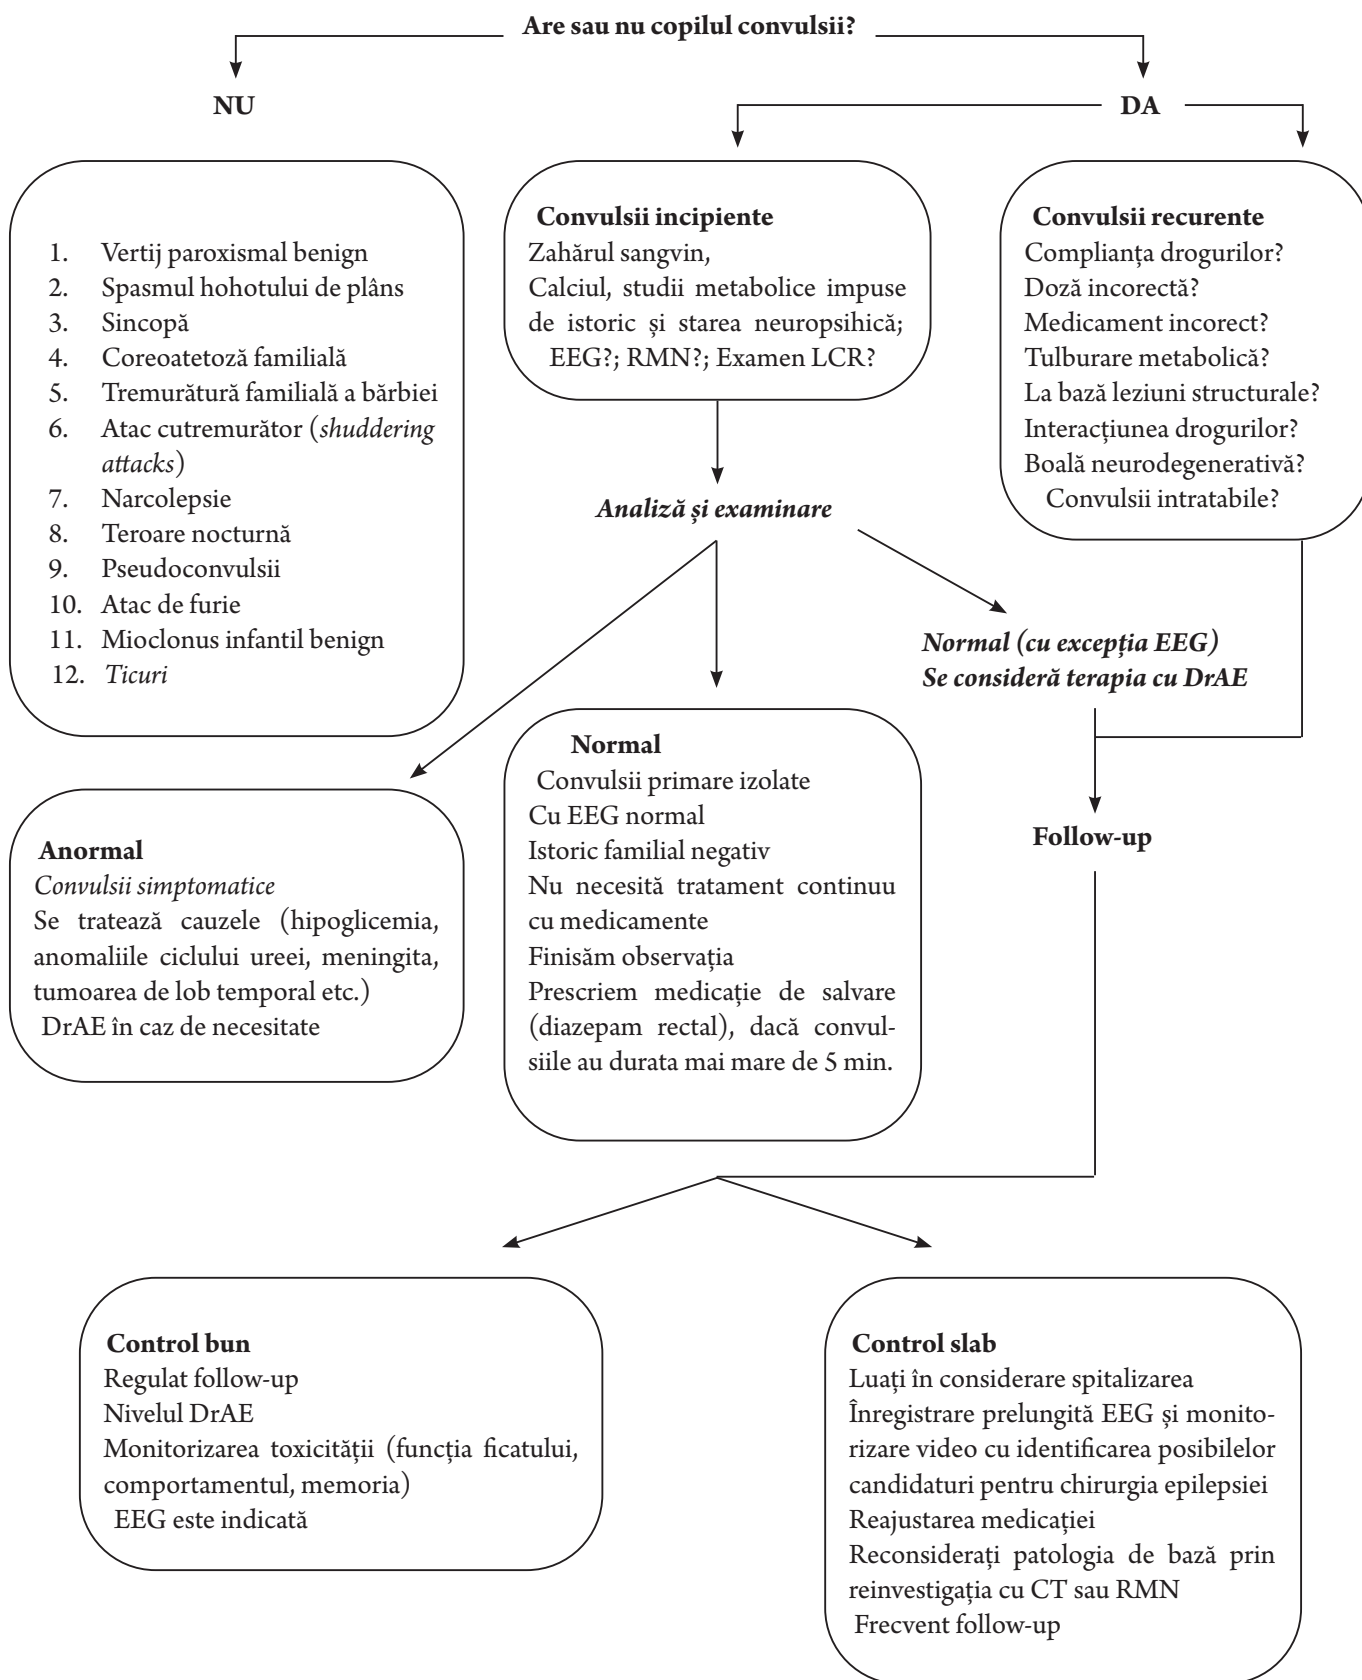 Are sau nu copilul convulsii?
NU
DA
1. Vertij paroxismal benign
2. Spasmul hohotului de plâns
3. Sincopă
4. Coreoatetoză familială
5. Tremurătură familială a bărbiei
6. Atac cutremurător (shuddering
attacks)
7. Narcolepsie
8. Teroare nocturnă
9. Pseudoconvulsii
10. Atac de furie
11. Mioclonus infantil benign
12. Ticuri
Convulsii incipiente
Zahărul sangvin,
Calciul, studii metabolice impuse
de istoric și starea neuropsihică;
EEG?; RMN?; Examen LCR?
Convulsii recurente
Complianța drogurilor?
Doză incorectă?
Medicament incorect?
Tulburare metabolică?
La bază leziuni structurale?
Interacțiunea drogurilor?
Boală neurodegenerativă?
Convulsii intratabile?
Analiză și examinare
Normal (cu excepția EEG)
Se consideră terapia cu DrAE
Anormal
Convulsii simptomatice
Se tratează cauzele (hipoglicemia,
anomaliile ciclului ureei, meningita,
tumoarea de lob temporal etc.)
DrAE în caz de necesitate
Normal
Convulsii primare izolate
Cu EEG normal
Istoric familial negativ
Nu necesită tratament continuu
cu medicamente
Finisăm observația
Prescriem medicație de salvare
(diazepam rectal), dacă convul-
siile au durata mai mare de 5 min.
Follow-up
Control bun
Regulat follow-up
Nivelul DrAE
Monitorizarea toxicității (funcția ficatului,
comportamentul, memoria)
EEG este indicată
Control slab
Luați în considerare spitalizarea
Înregistrare prelungită EEG și monito-
rizare video cu identificarea posibilelor
candidaturi pentru chirurgia epilepsiei
Reajustarea medicației
Reconsiderați patologia de bază prin
reinvestigația cu CT sau RMN
Frecvent follow-up